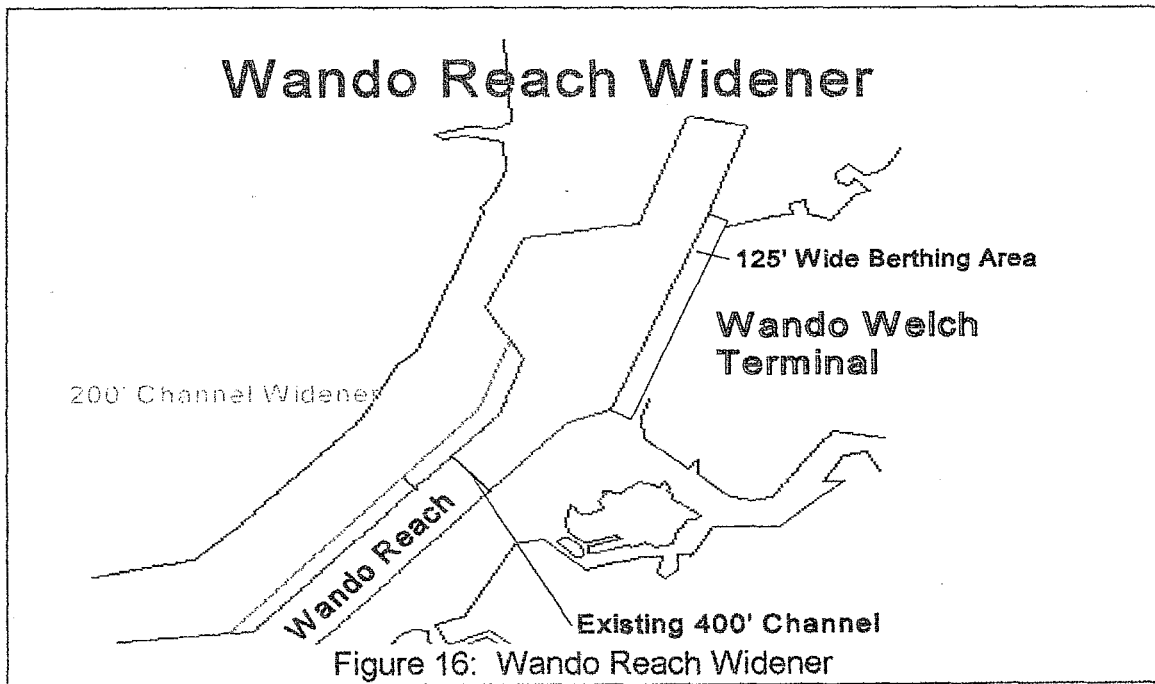 Wando Reach Widener
125' Wide Berthing Area
Wando Welch
Terminal
200' Channel Widener
Wando Reach
Existing 400' Channel
Figure 16: Wando Reach Widener